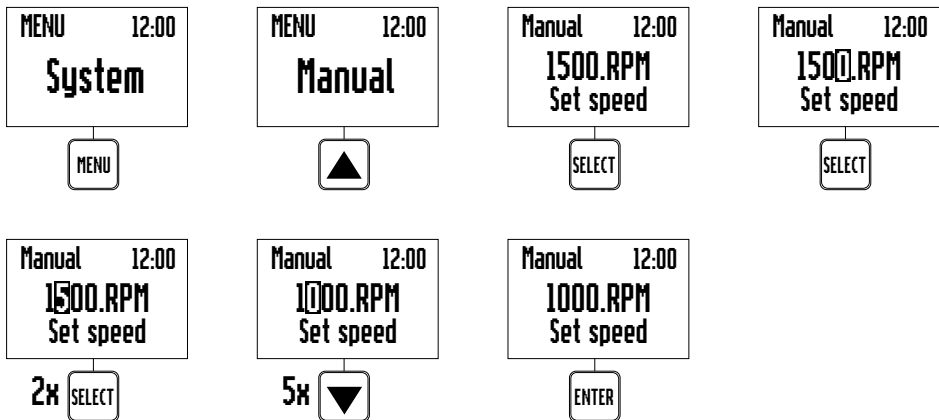 MENU 12:00
System
MENU
MENU 12:00
Manual
Manual 12:00
1500.RPM
Set speed
SELECT
Manual 12:00
1500.RPM
Set speed
SELECT
Manual 12:00
1500.RPM
Set speed
2x SELECT
Manual 12:00
1000.RPM
Set speed
5x
Manual 12:00
1000.RPM
Set speed
ENTER